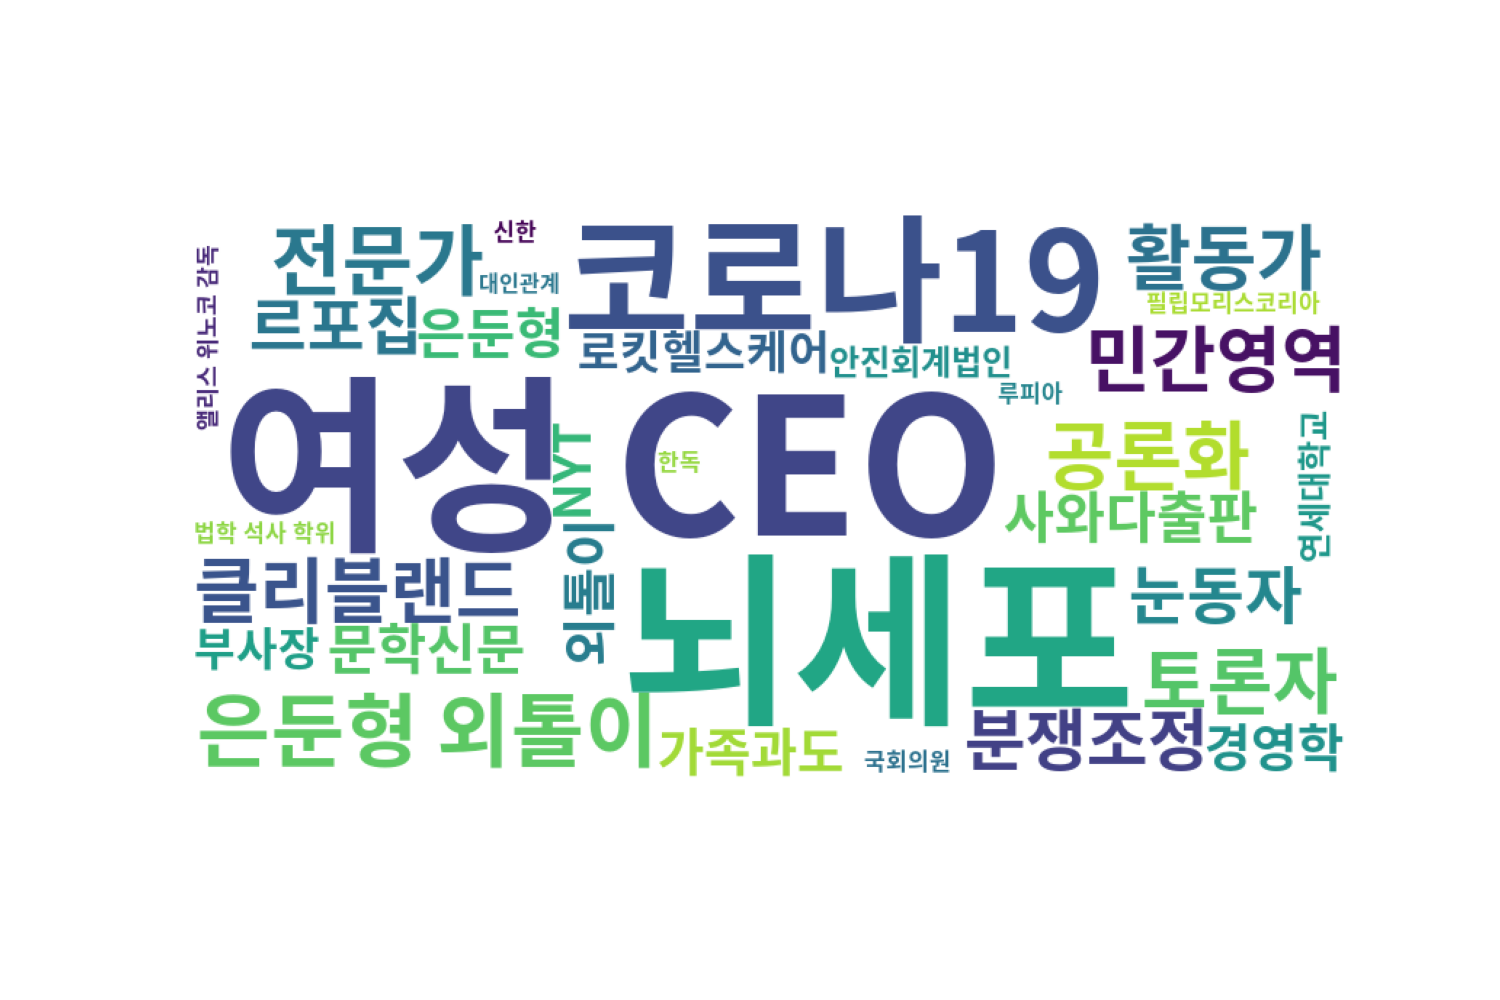 코로나19
전문가
신한
대인관계
활동가
필립모리스코리아
르포집
은둔형
로킷헬스케어
안진회계법인
민간영역
앨리스 위노코 감독
루피아
여성 CEO
NYT
한독
공론화
사와다출판
연세대학교
법학 석사 학위
외톨이
클리블랜드
뇌세포
눈동자
부사장
문학신문
토론자
은둔형 외톨이
가족과도
국회의원
분쟁조정
경영학